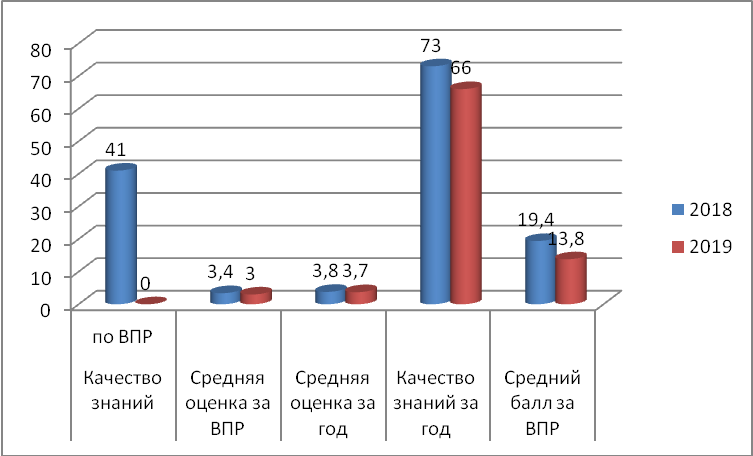 80
70
60
50
40
30
20
10
0
41
0
3,4
3
3,8
3,7
73
66
19,4
13,8
по ВПР
Качество
знаний
Средняя
оценка за
ВПР
Средняя
оценка за
год
Качество
знаний за
год
Средний
балл за
ВПР
2018
2019